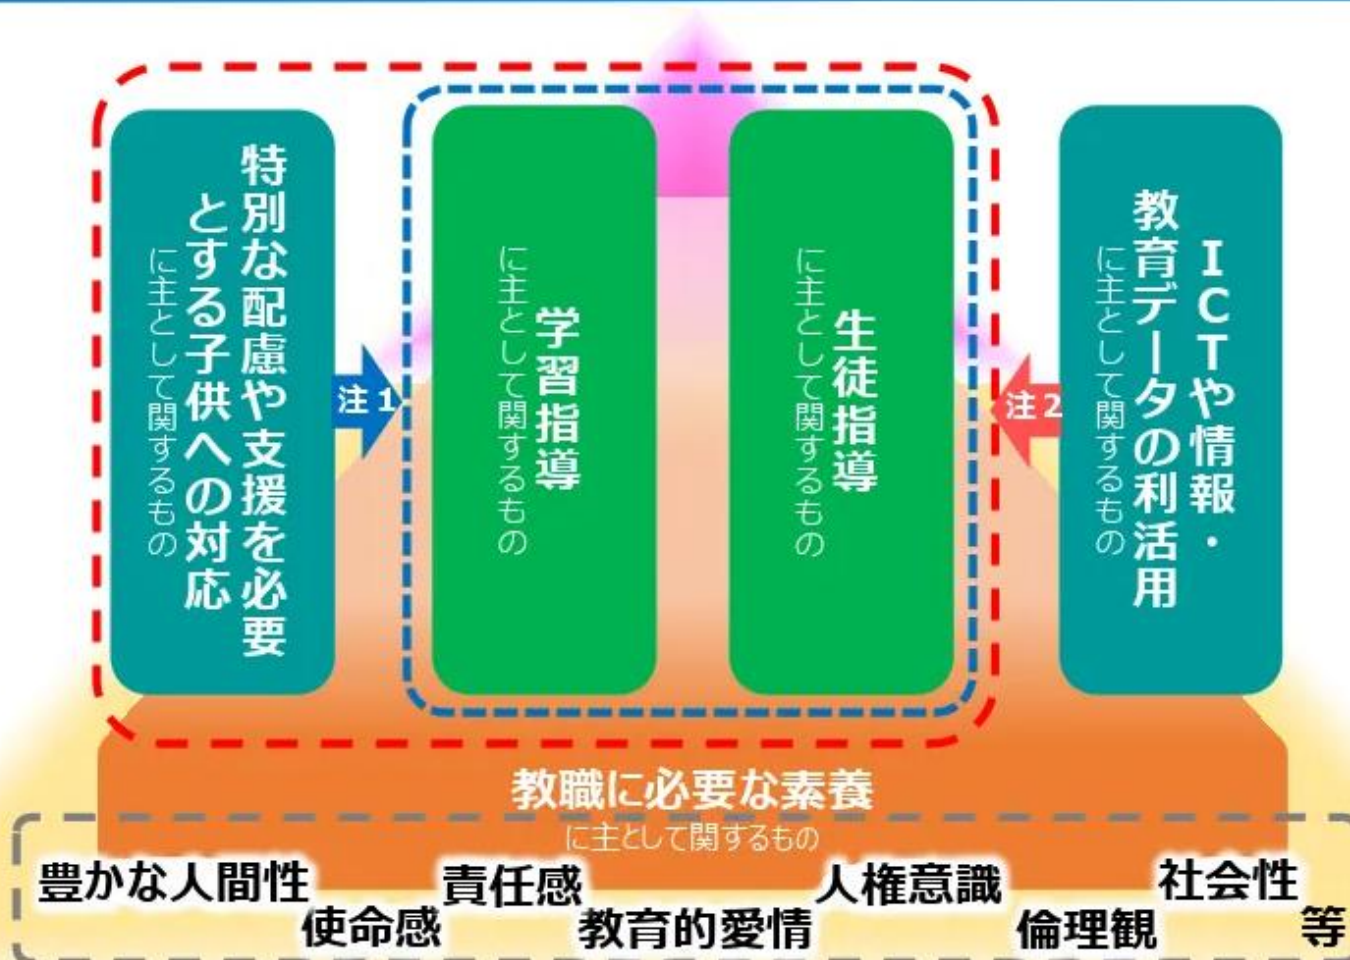 特別な配慮や支援を必要
とする子供への対応
に主として関するもの
注1
学習指導
に主として関するもの
生徒指導
に主として関するもの
注2
ICTや情報・
教育データの利活用
に主として関するもの
教職に必要な素養
に主として関するもの
豊かな人間性
使命感
責任感
教育的愛情
人権意識
倫理観
社会性
等